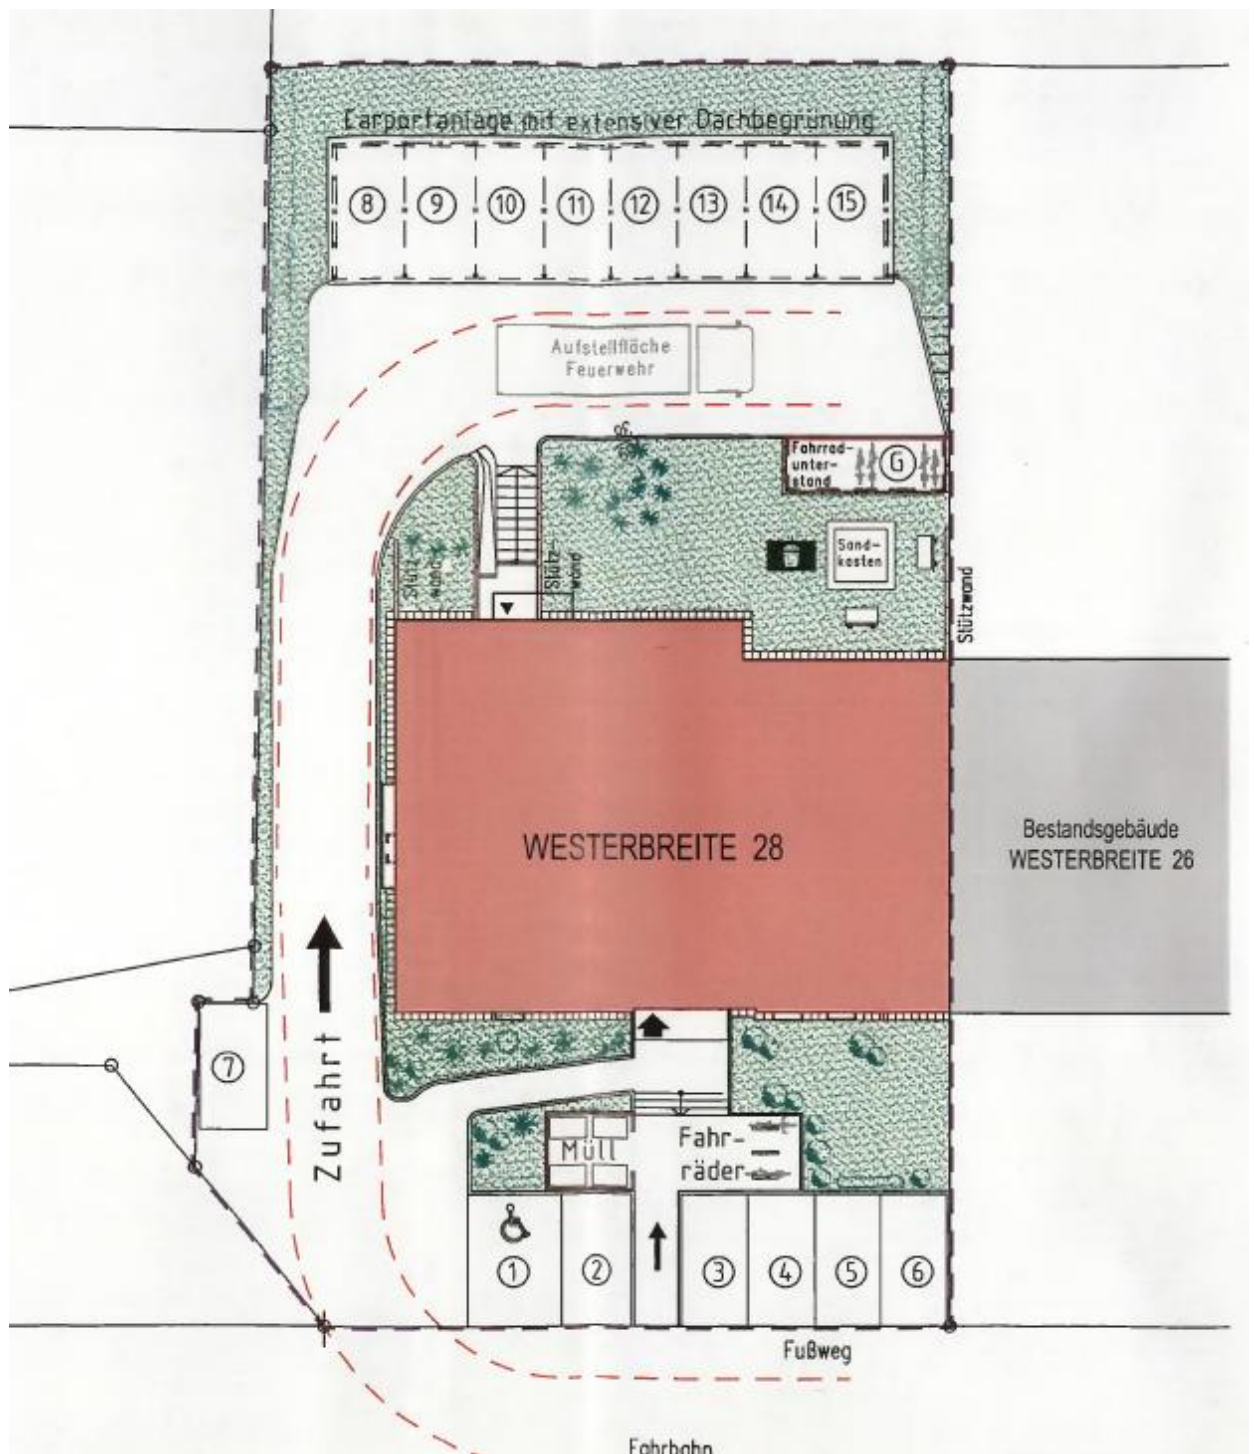 Carportanlage mit extensiver Dachbegrünung
8 9 10 11 12 13 14 15
Aufstellfläche
Feuerwehr
Fahrrad-
unter-
stand
G
Sand-
kasten
Stütz-
wand
Stütz-
wand
Stützwand
WESTERBREITE 28
Bestandsgebäude
WESTERBREITE 26
Zufahrt
7
Müll
Fahr-
räder
1 2 3 4 5 6
Fußweg
Fahrbahn